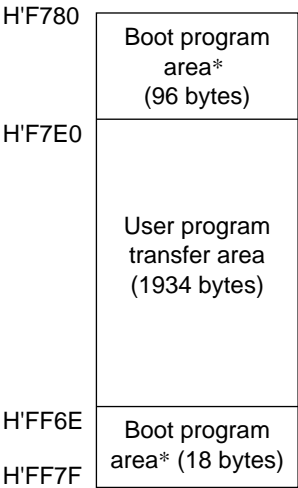 H'F780
Boot program
area*
(96 bytes)
H'F7E0
User program
transfer area
(1934 bytes)
H'FF6E
Boot program
area* (18 bytes)
H'FF7F